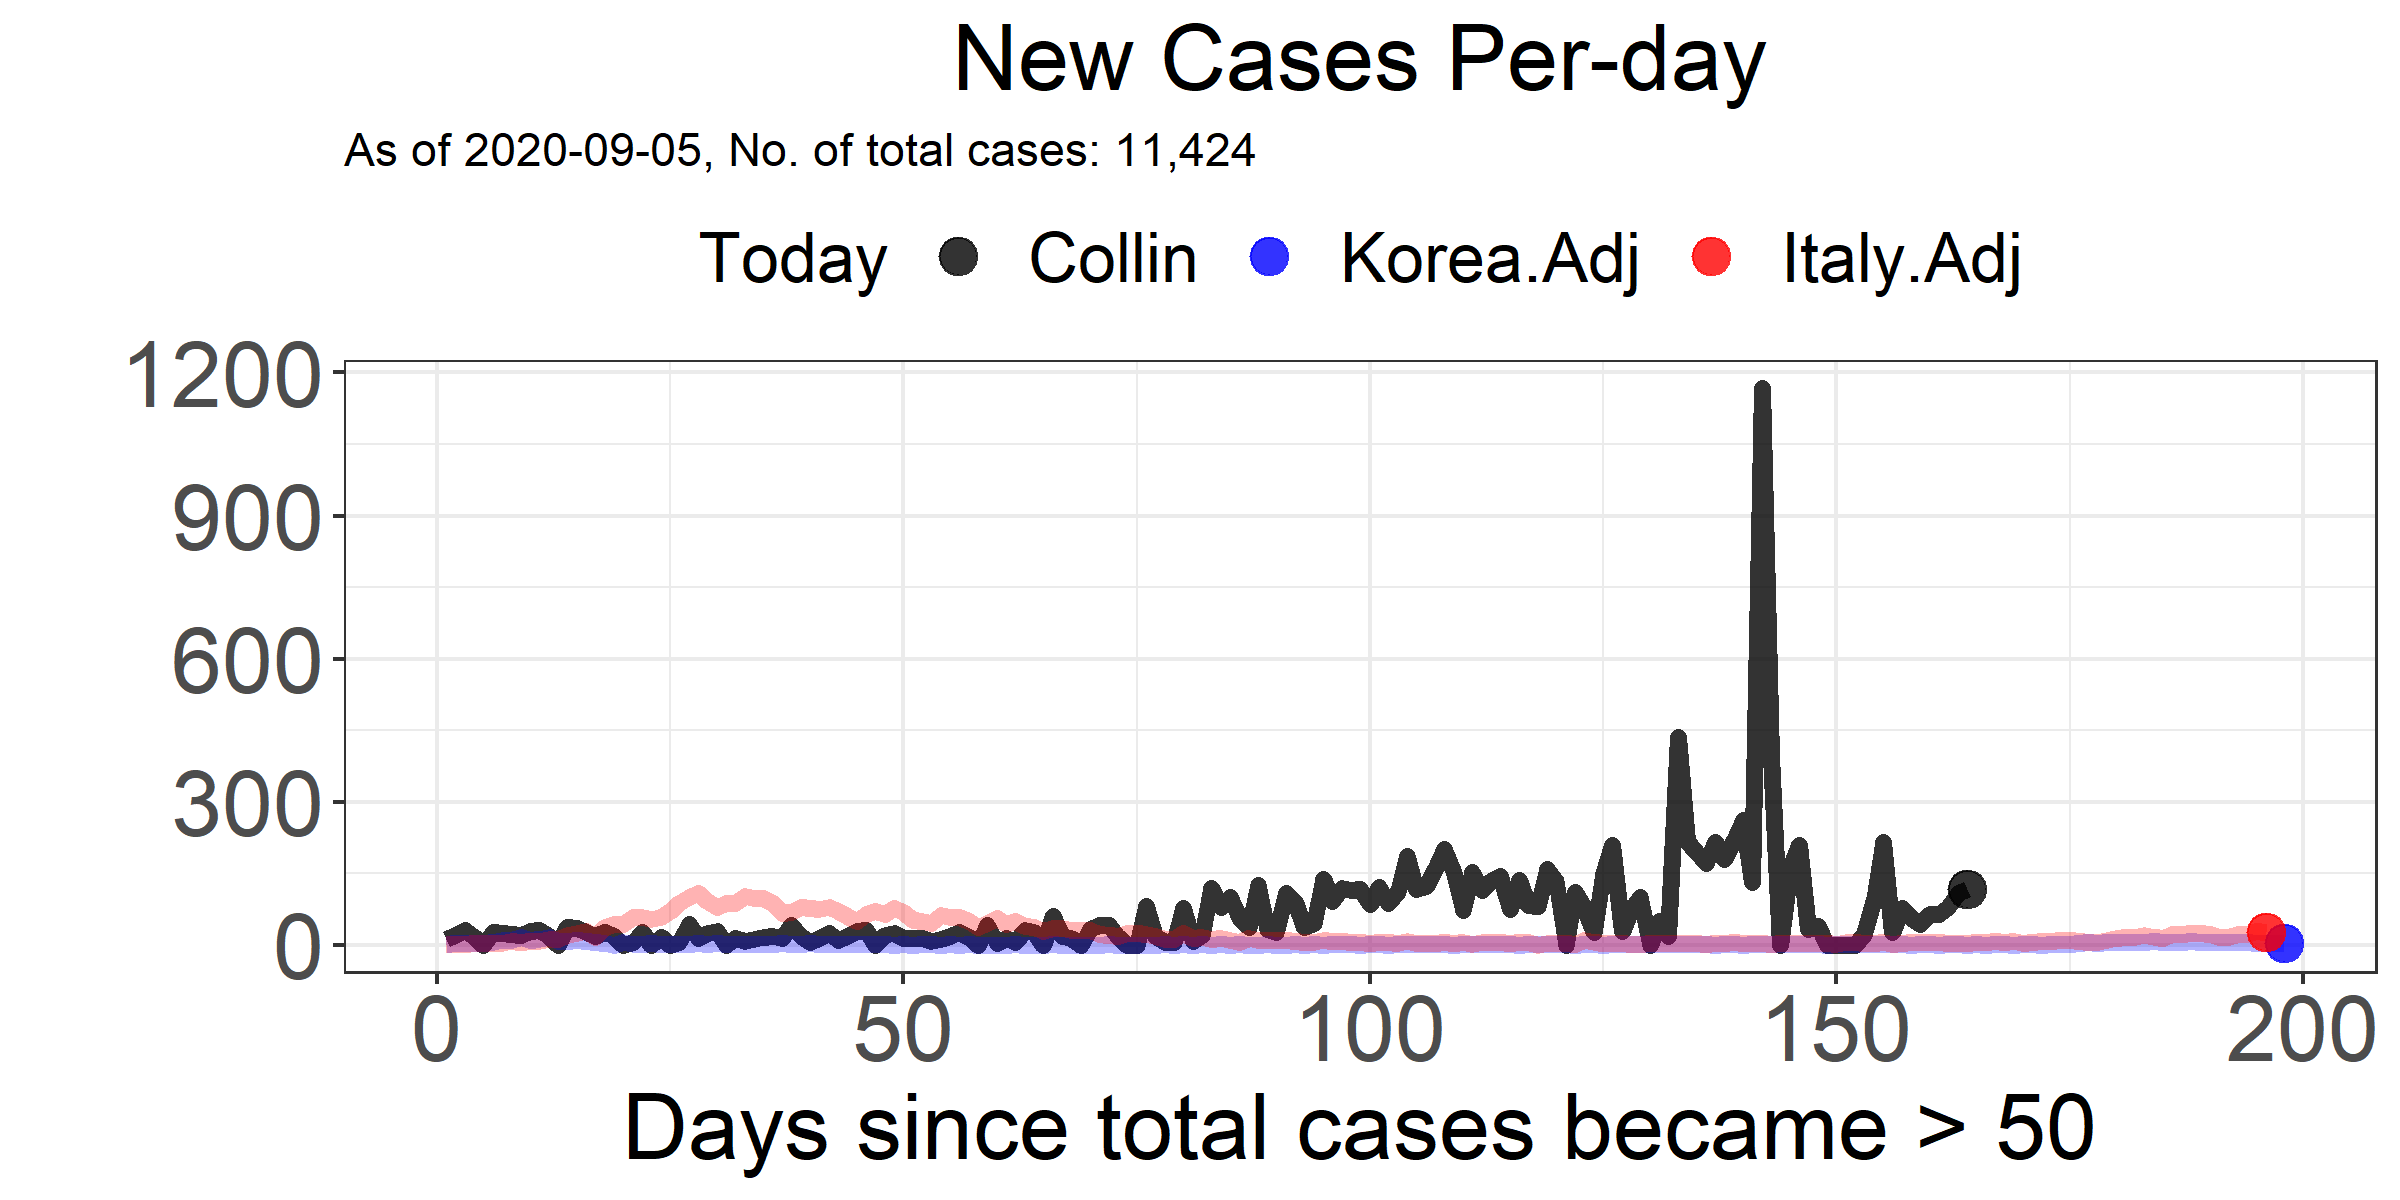 New Cases Per-day
As of 2020-09-05, No. of total cases: 11,424
Today Collin Korea.Adj Italy.Adj
1200
900
600
300
0
0 50 100 150 200
Days since total cases became > 50